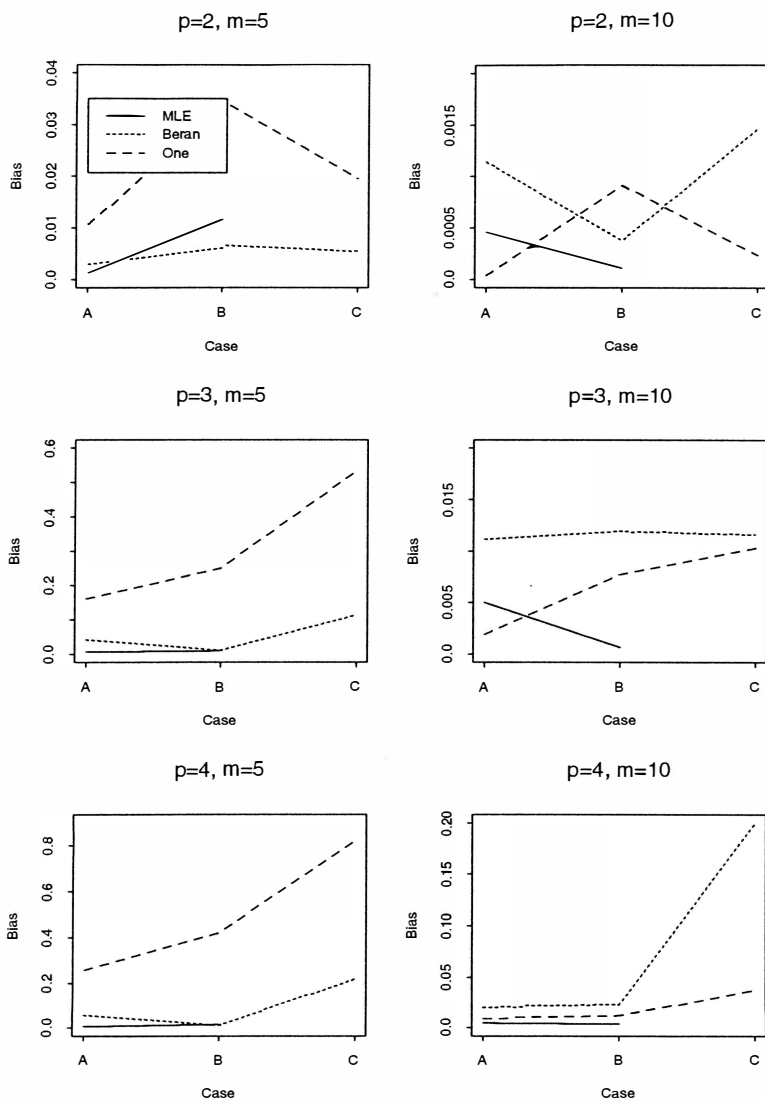 p=2, m=5
0.04
0.03
0.02
0.01
0.0
Bias
MLE
Beran
One
A B C
Case
p=2, m=10
0.0015
0.0005
0.0
Bias
A B C
Case
p=3, m=5
0.6
0.4
0.2
0.0
Bias
A B C
Case
p=3, m=10
0.015
0.005
0.0
Bias
A B C
Case
p=4, m=5
0.8
0.6
0.4
0.2
0.0
Bias
A B C
Case
p=4, m=10
0.20
0.15
0.10
0.05
0.0
Bias
A B C
Case